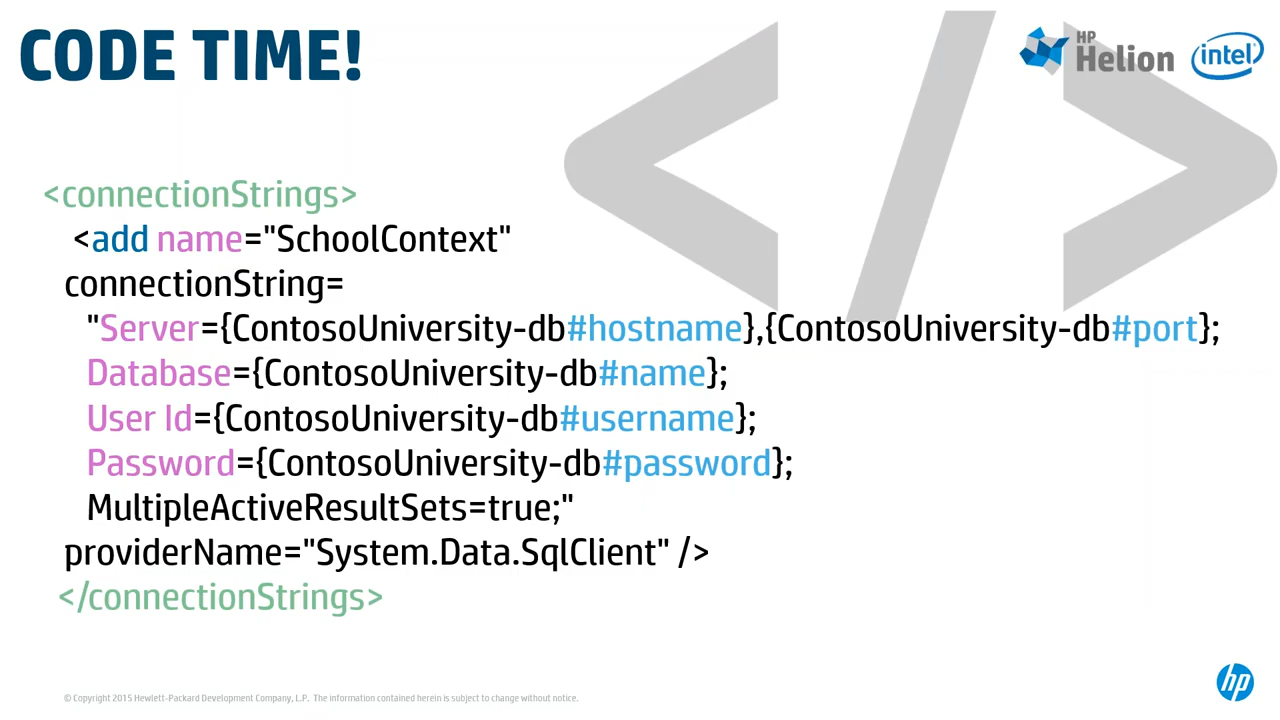 CODE TIME!
HP
Helion
intel
</>
<connectionStrings>
<add name="SchoolContext"
connectionString=
"Server={ContosoUniversity-db#hostname},{ContosoUniversity-db#port};
Database={ContosoUniversity-db#name};
User Id={ContosoUniversity-db#username};
Password={ContosoUniversity-db#password};
MultipleActiveResultSets=true;"
providerName="System.Data.SqlClient" />
</connectionStrings>
© Copyright 2015 Hewlett-Packard Development Company, L.P. The information contained herein is subject to change without notice.
hp